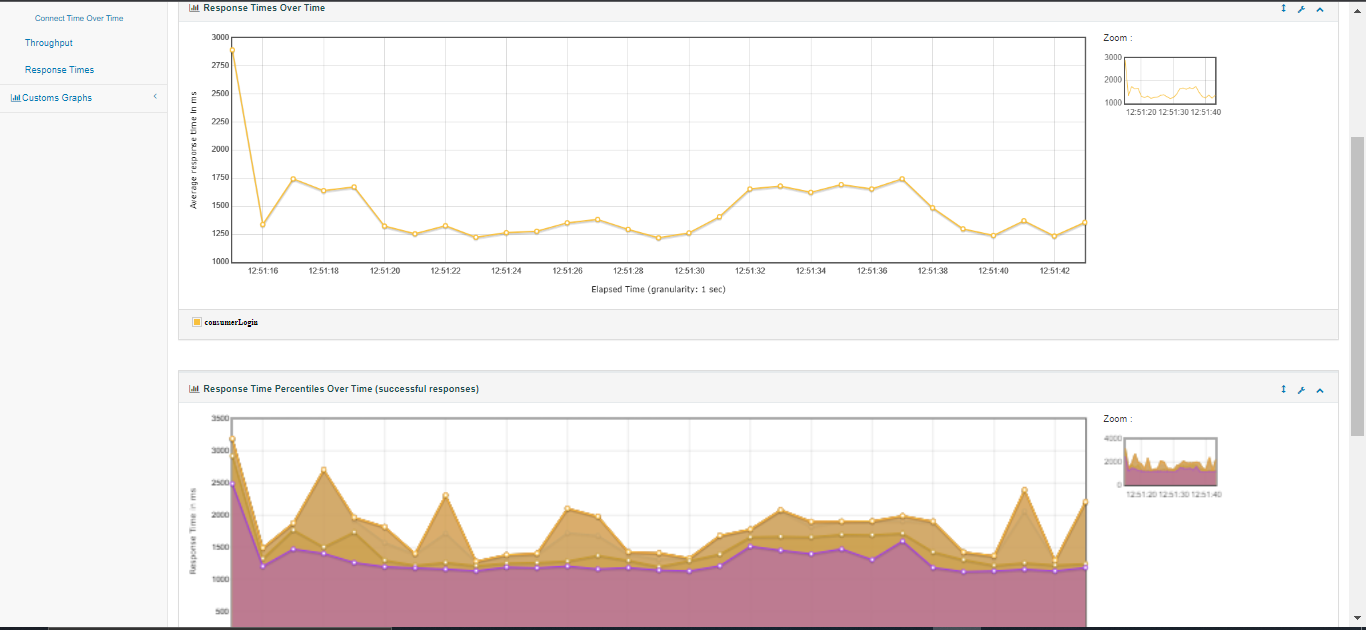 Connect Time Over Time
Throughput
Response Times
Customs Graphs
Response Times Over Time
3000
2750
2500
2250
2000
1750
1500
1250
1000
Average response time in ms
12:51:16 12:51:18 12:51:20 12:51:22 12:51:24 12:51:26 12:51:28 12:51:30 12:51:32 12:51:34 12:51:36 12:51:38 12:51:40 12:51:42
Elapsed Time (granularity: 1 sec)
Zoom :
3000
2000
1000
12:51:20 12:51:30 12:51:40
consumerLogin
Response Time Percentiles Over Time (successful responses)
3500
3000
2500
2000
1500
1000
500
Response Time in ms
Zoom :
4000
2000
0
12:51:20 12:51:30 12:51:40